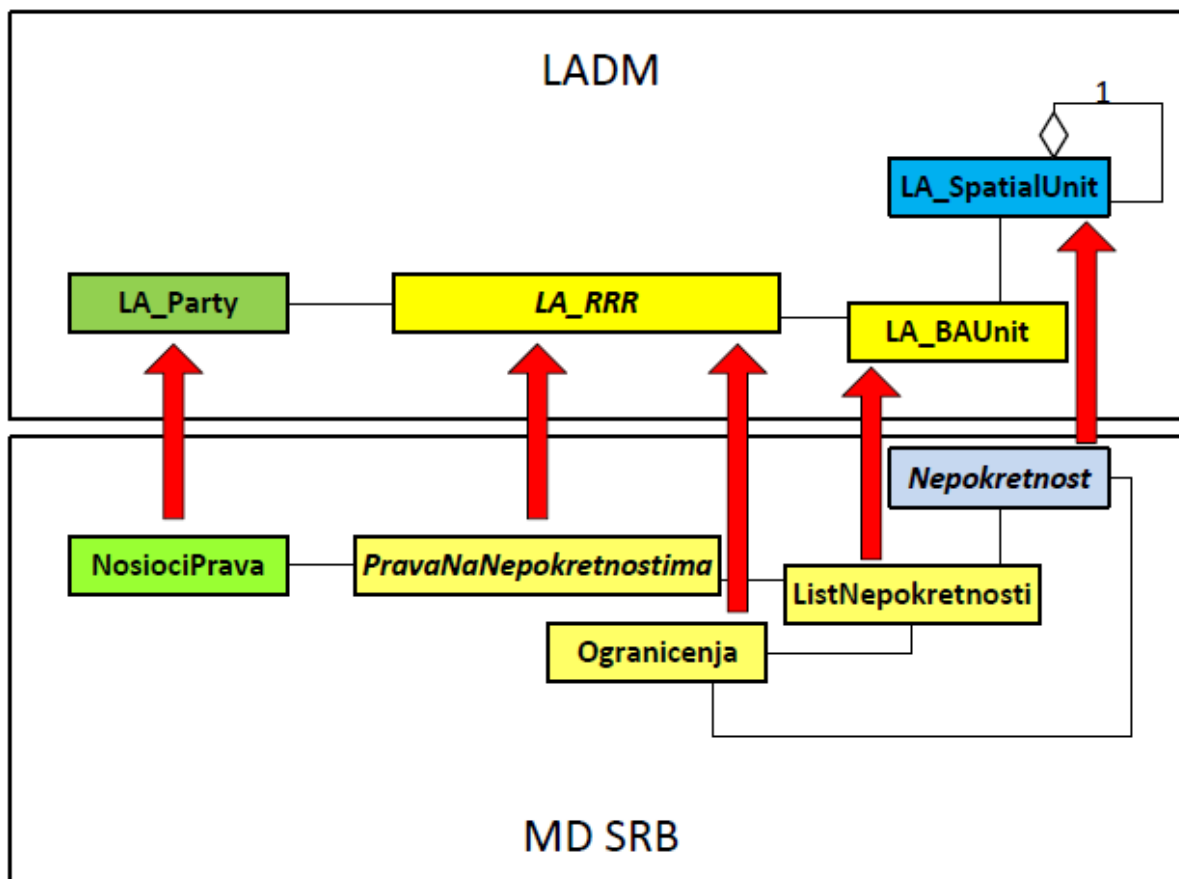 LADM
1
LA_SpatialUnit
LA_Party
LA_RRR
LA_BAUnit
Nepokretnost
NosiociPrava
PravaNaNepokretnostima
ListNepokretnosti
Ogranicenja
MD SRB